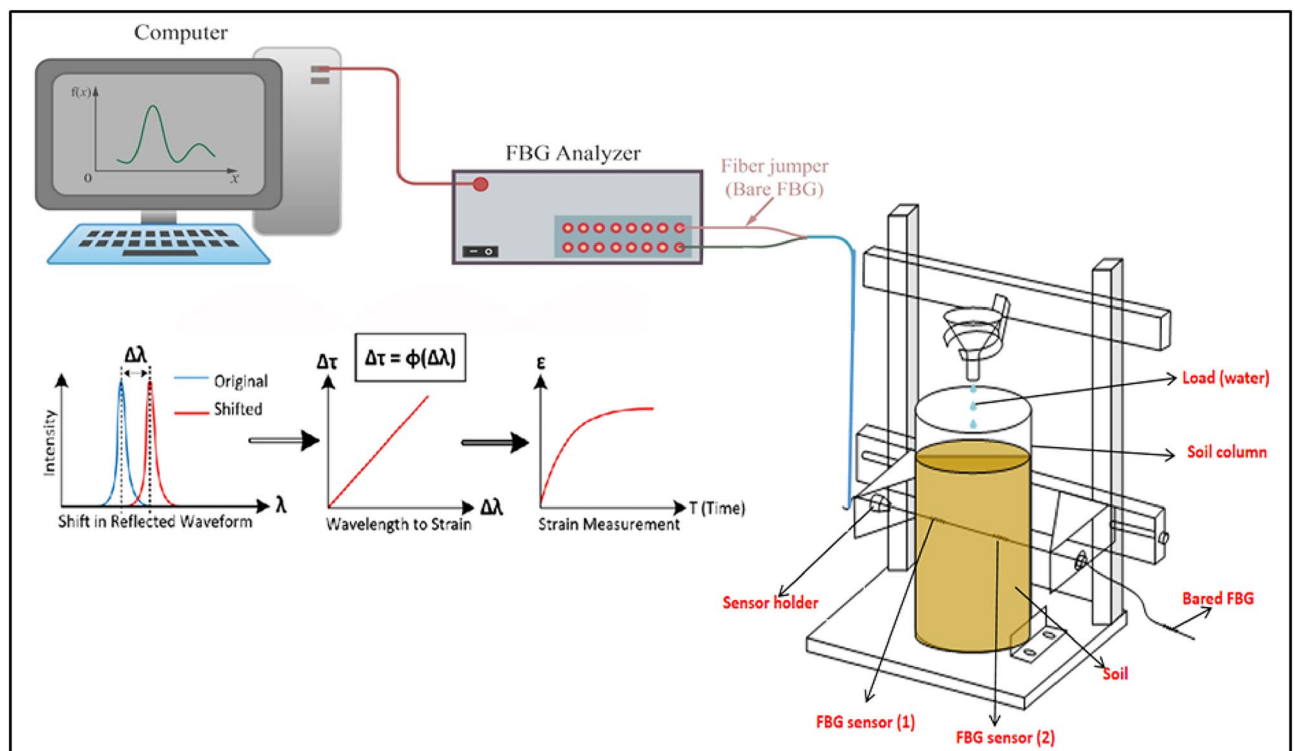 Computer
f(x)
0
x
FBG Analyzer
Fiber jumper
(Bare FBG)
Δλ
Original
Shifted
Intensity
λ
Shift in Reflected Waveform
Δτ
Δτ = ϕ(Δλ)
Δλ
Wavelength to Strain
ε
T (Time)
Strain Measurement
Load (water)
Soil column
Sensor holder
Bared FBG
Soil
FBG sensor (1)
FBG sensor (2)